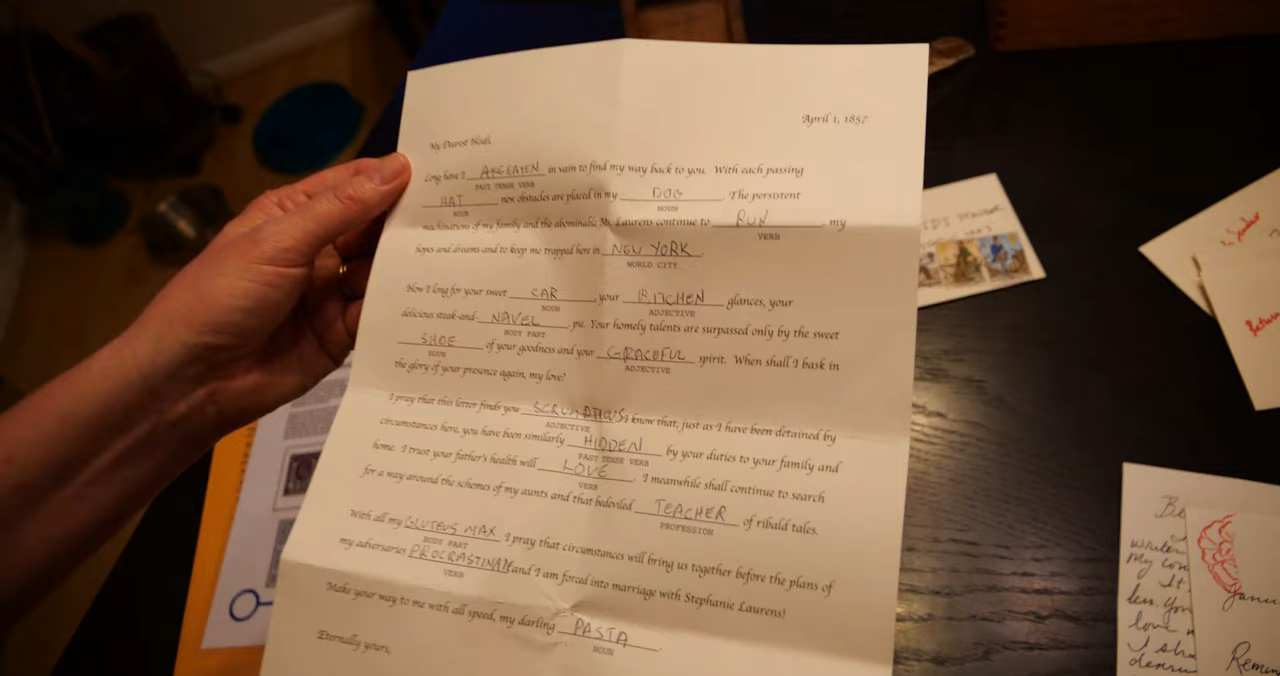 April 1, 1857
My Dearest Noël,
Long have I in vain to find my way back to you. With each passing
PAST TENSE VERB
HAT new obstacles are placed in my DOG. The persistent
NOUN NOUN
machinations of my family and the abominable Ms. Laurens continue to RUN my
VERB
hopes and dreams and to keep me trapped here in NEW YORK.
WORLD CITY
How I long for your sweet CAR, your BITCHEN glances, your
NOUN ADJECTIVE
delicious steak-and-NAVEL pie. Your homely talents are surpassed only by the sweet
BODY PART
SHOE of your goodness and your GRACEFUL spirit. When shall I bask in
NOUN ADJECTIVE
the glory of your presence again, my love?
I pray that this letter finds you I know that, just as I have been detained by
ADJECTIVE
circumstances here, you have been similarly HIDDEN by your duties to your family and
PAST TENSE VERB
home. I trust your father's health will LOVE. I meanwhile shall continue to search
VERB
for a way around the schemes of my aunts and that bedeviled TEACHER of ribald tales.
PROFESSION
With all my GLUTEUS MAX I pray that circumstances will bring us together before the plans of
BODY PART
my adversaries PROCRASTINATE and I am forced into marriage with Stephanie Laurens!
VERB
Make your way to me with all speed, my darling PASTA.
NOUN
Eternally yours,
writen
My
It
less. You
love
I sha
Remem